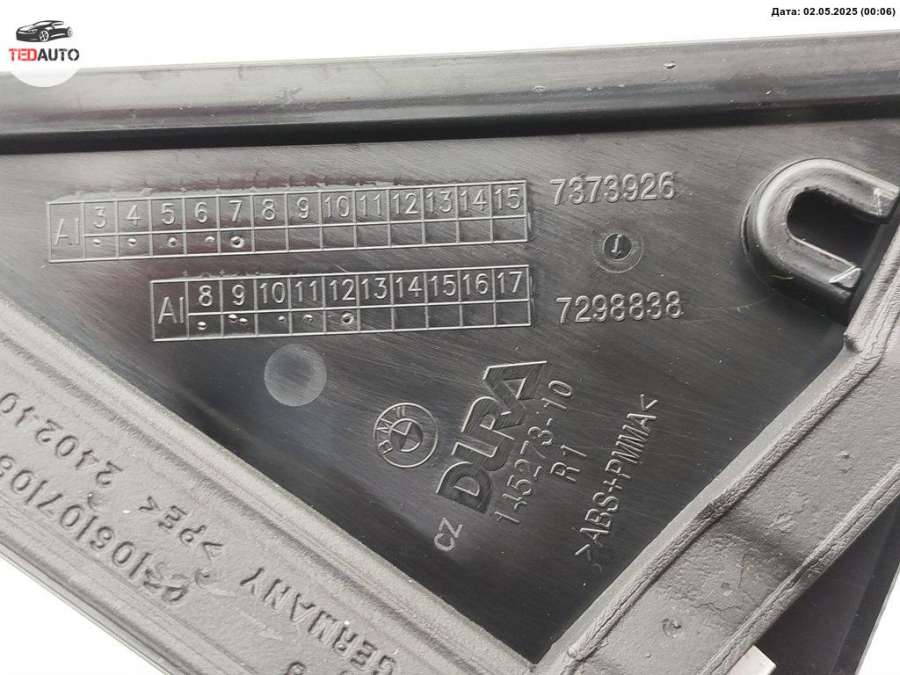 Дата: 02.05.2025 (00:06)
TEDAUTO
AI 3 4 5 6 7 8 9 10 11 12 13 14 15
7373926
AI 8 9 10 11 12 13 14 15 16 17
7298838
BMW
DURA
145273-10
R1
CZ
>ABS+PMMA<
>PE<
GERMANY